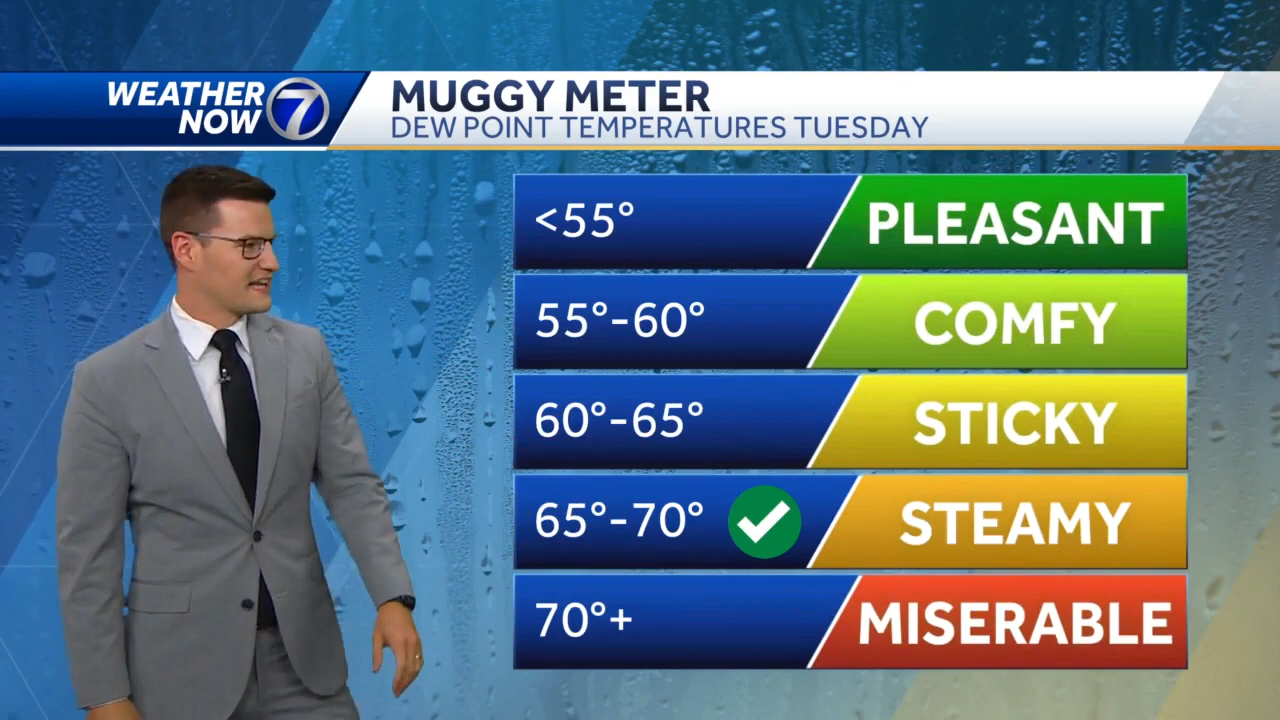 WEATHER
NOW 7
MUGGY METER
DEW POINT TEMPERATURES TUESDAY
<55° PLEASANT
55°-60° COMFY
60°-65° STICKY
65°-70° STEAMY
70°+ MISERABLE